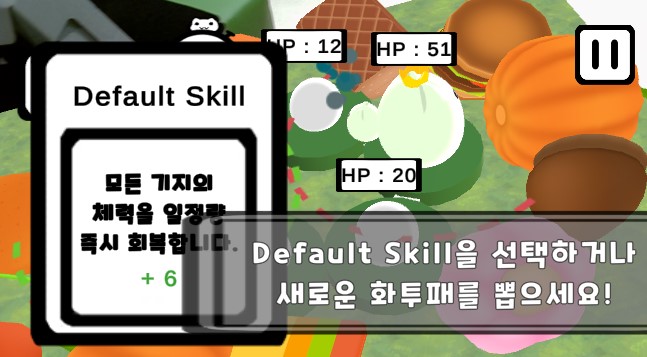 HP : 12
HP : 51
Default Skill
모든 기지의
체력을 일정량
즉시 회복합니다.
+ 6
HP : 20
Default Skill을 선택하거나
새로운 화투패를 뽑으세요!